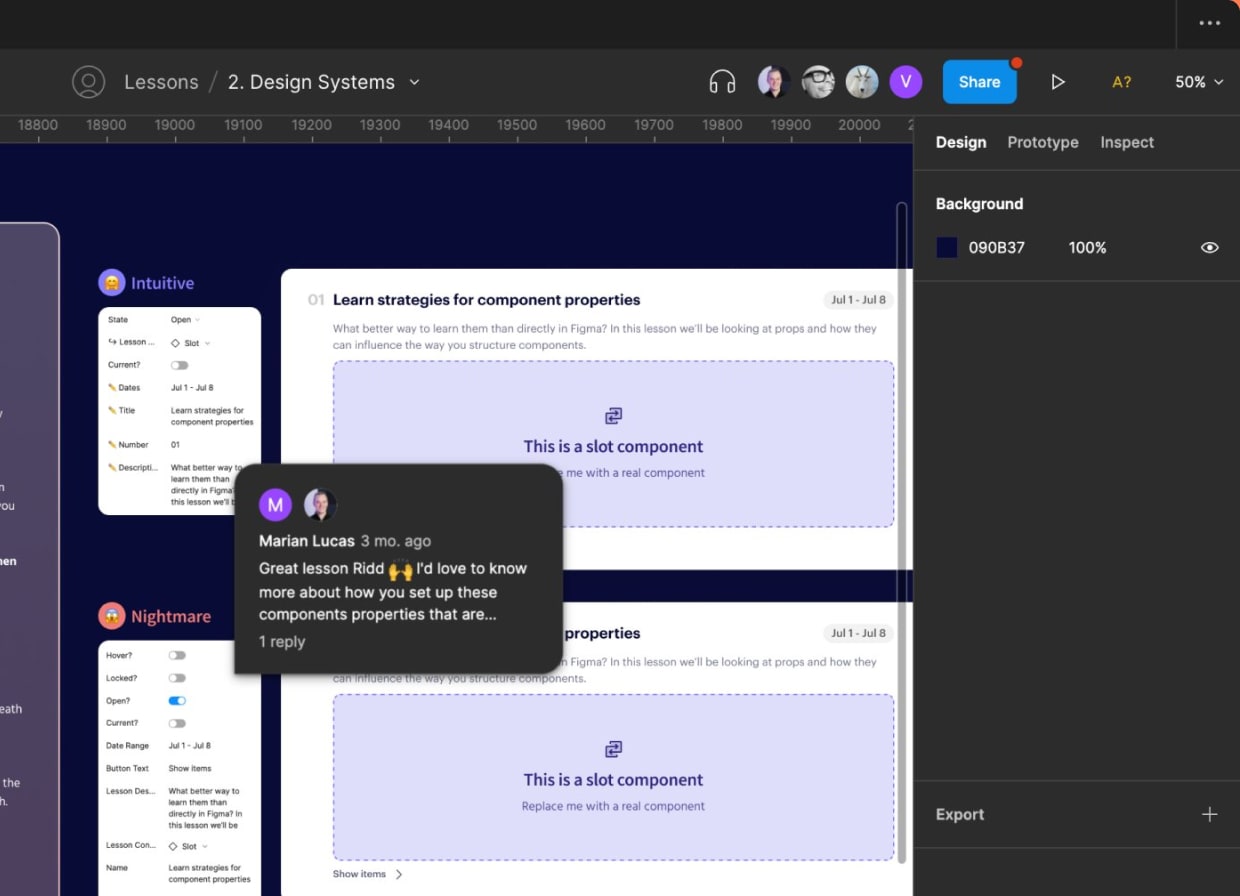 Lessons / 2. Design Systems
V
Share
A?
50%
18800 18900 19000 19100 19200 19300 19400 19500 19600 19700 19800 19900 20000 2
Design Prototype Inspect
Background
090B37 100%
Export
y
n
you
hen
eath
the
h.
Intuitive
State Open
↪ Lesson ... Slot
Current?
✏️ Dates Jul 1 - Jul 8
✏️ Title Learn strategies for
component properties
✏️ Number 01
✏️ Descripti... What better way to
learn them than
directly in Figma?
this lesson we'll b
01 Learn strategies for component properties Jul 1 - Jul 8
What better way to learn them than directly in Figma? In this lesson we'll be looking at props and how they
can influence the way you structure components.
This is a slot component
me with a real component
M
Marian Lucas 3 mo. ago
Great lesson Ridd 🙌 I'd love to know
more about how you set up these
components properties that are...
1 reply
Nightmare
Hover?
Locked?
Open?
Current?
Date Range Jul 1 - Jul 8
Button Text Show items
Lesson Des... What better way to
learn them than
directly in Figma? In
this lesson we'll be
Lesson Con... Slot
Name Learn strategies for
component properties
properties Jul 1 - Jul 8
n Figma? In this lesson we'll be looking at props and how they
can influence the way you structure components.
This is a slot component
Replace me with a real component
Show items